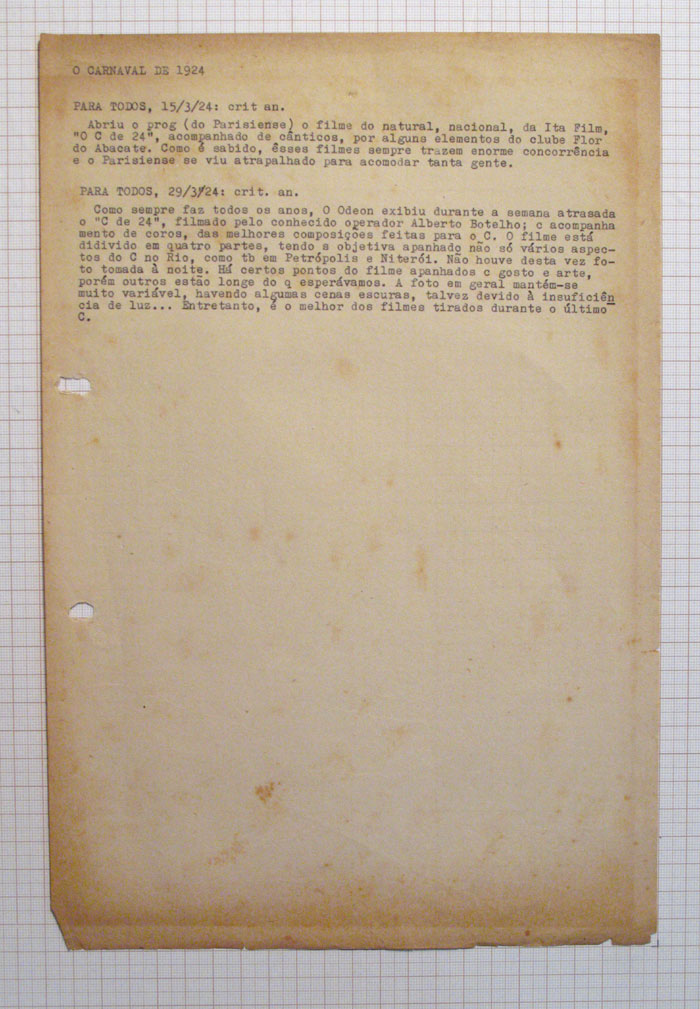 O CARNAVAL DE 1924
PARA TODOS, 15/3/24: crit an.
Abriu o prog (do Parisiense) o filme do natural, nacional, da Ita Film,
"O C de 24", acompanhado de cânticos, por alguns elementos do clube Flor
do Abacate. Como é sabido, êsses filmes sempre trazem enorme concorrência
e o Parisiense se viu atrapalhado para acomodar tanta gente.
PARA TODOS, 29/3/24: crit. an.
Como sempre faz todos os anos, O Odeon exibiu durante a semana atrasada
o "C de 24", filmado pelo conhecido operador Alberto Botelho; c acompanha
mento de coros, das melhores composições feitas para o C. O filme está
didivido em quatro partes, tendo s objetiva apanhado não só vários aspec-
tos do C no Rio, como tb em Petrópolis e Niterói. Não houve desta vez fo-
to tomada à noite. Há certos pontos do filme apanhados c gosto e arte,
porém outros estão longe do q esperávamos. A foto em geral mantém-se
muito variável, havendo algumas cenas escuras, talvez devido à insuficiên
cia de luz... Entretanto, é o melhor dos filmes tirados durante o último
C.